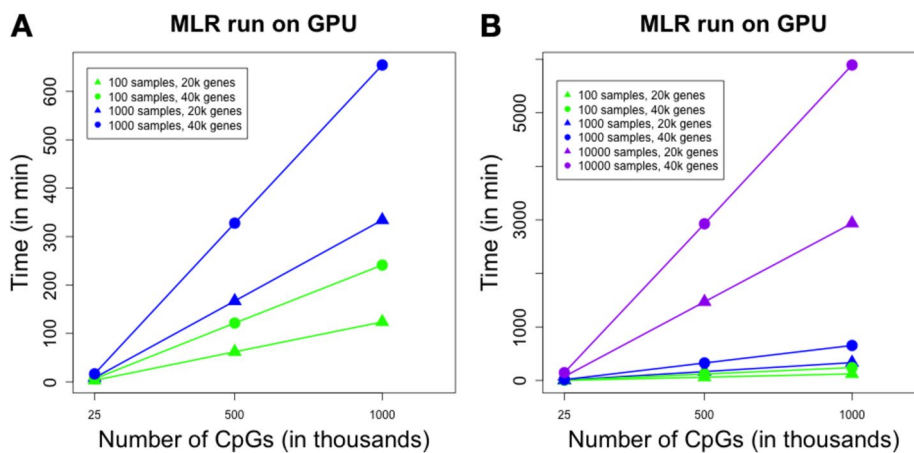 A
MLR run on GPU
100 samples, 20k genes
100 samples, 40k genes
1000 samples, 20k genes
1000 samples, 40k genes
Time (in min)
600
500
400
300
200
100
0
25
500
1000
Number of CpGs (in thousands)
B
MLR run on GPU
100 samples, 20k genes
100 samples, 40k genes
1000 samples, 20k genes
1000 samples, 40k genes
10000 samples, 20k genes
10000 samples, 40k genes
Time (in min)
5000
3000
1000
0
25
500
1000
Number of CpGs (in thousands)